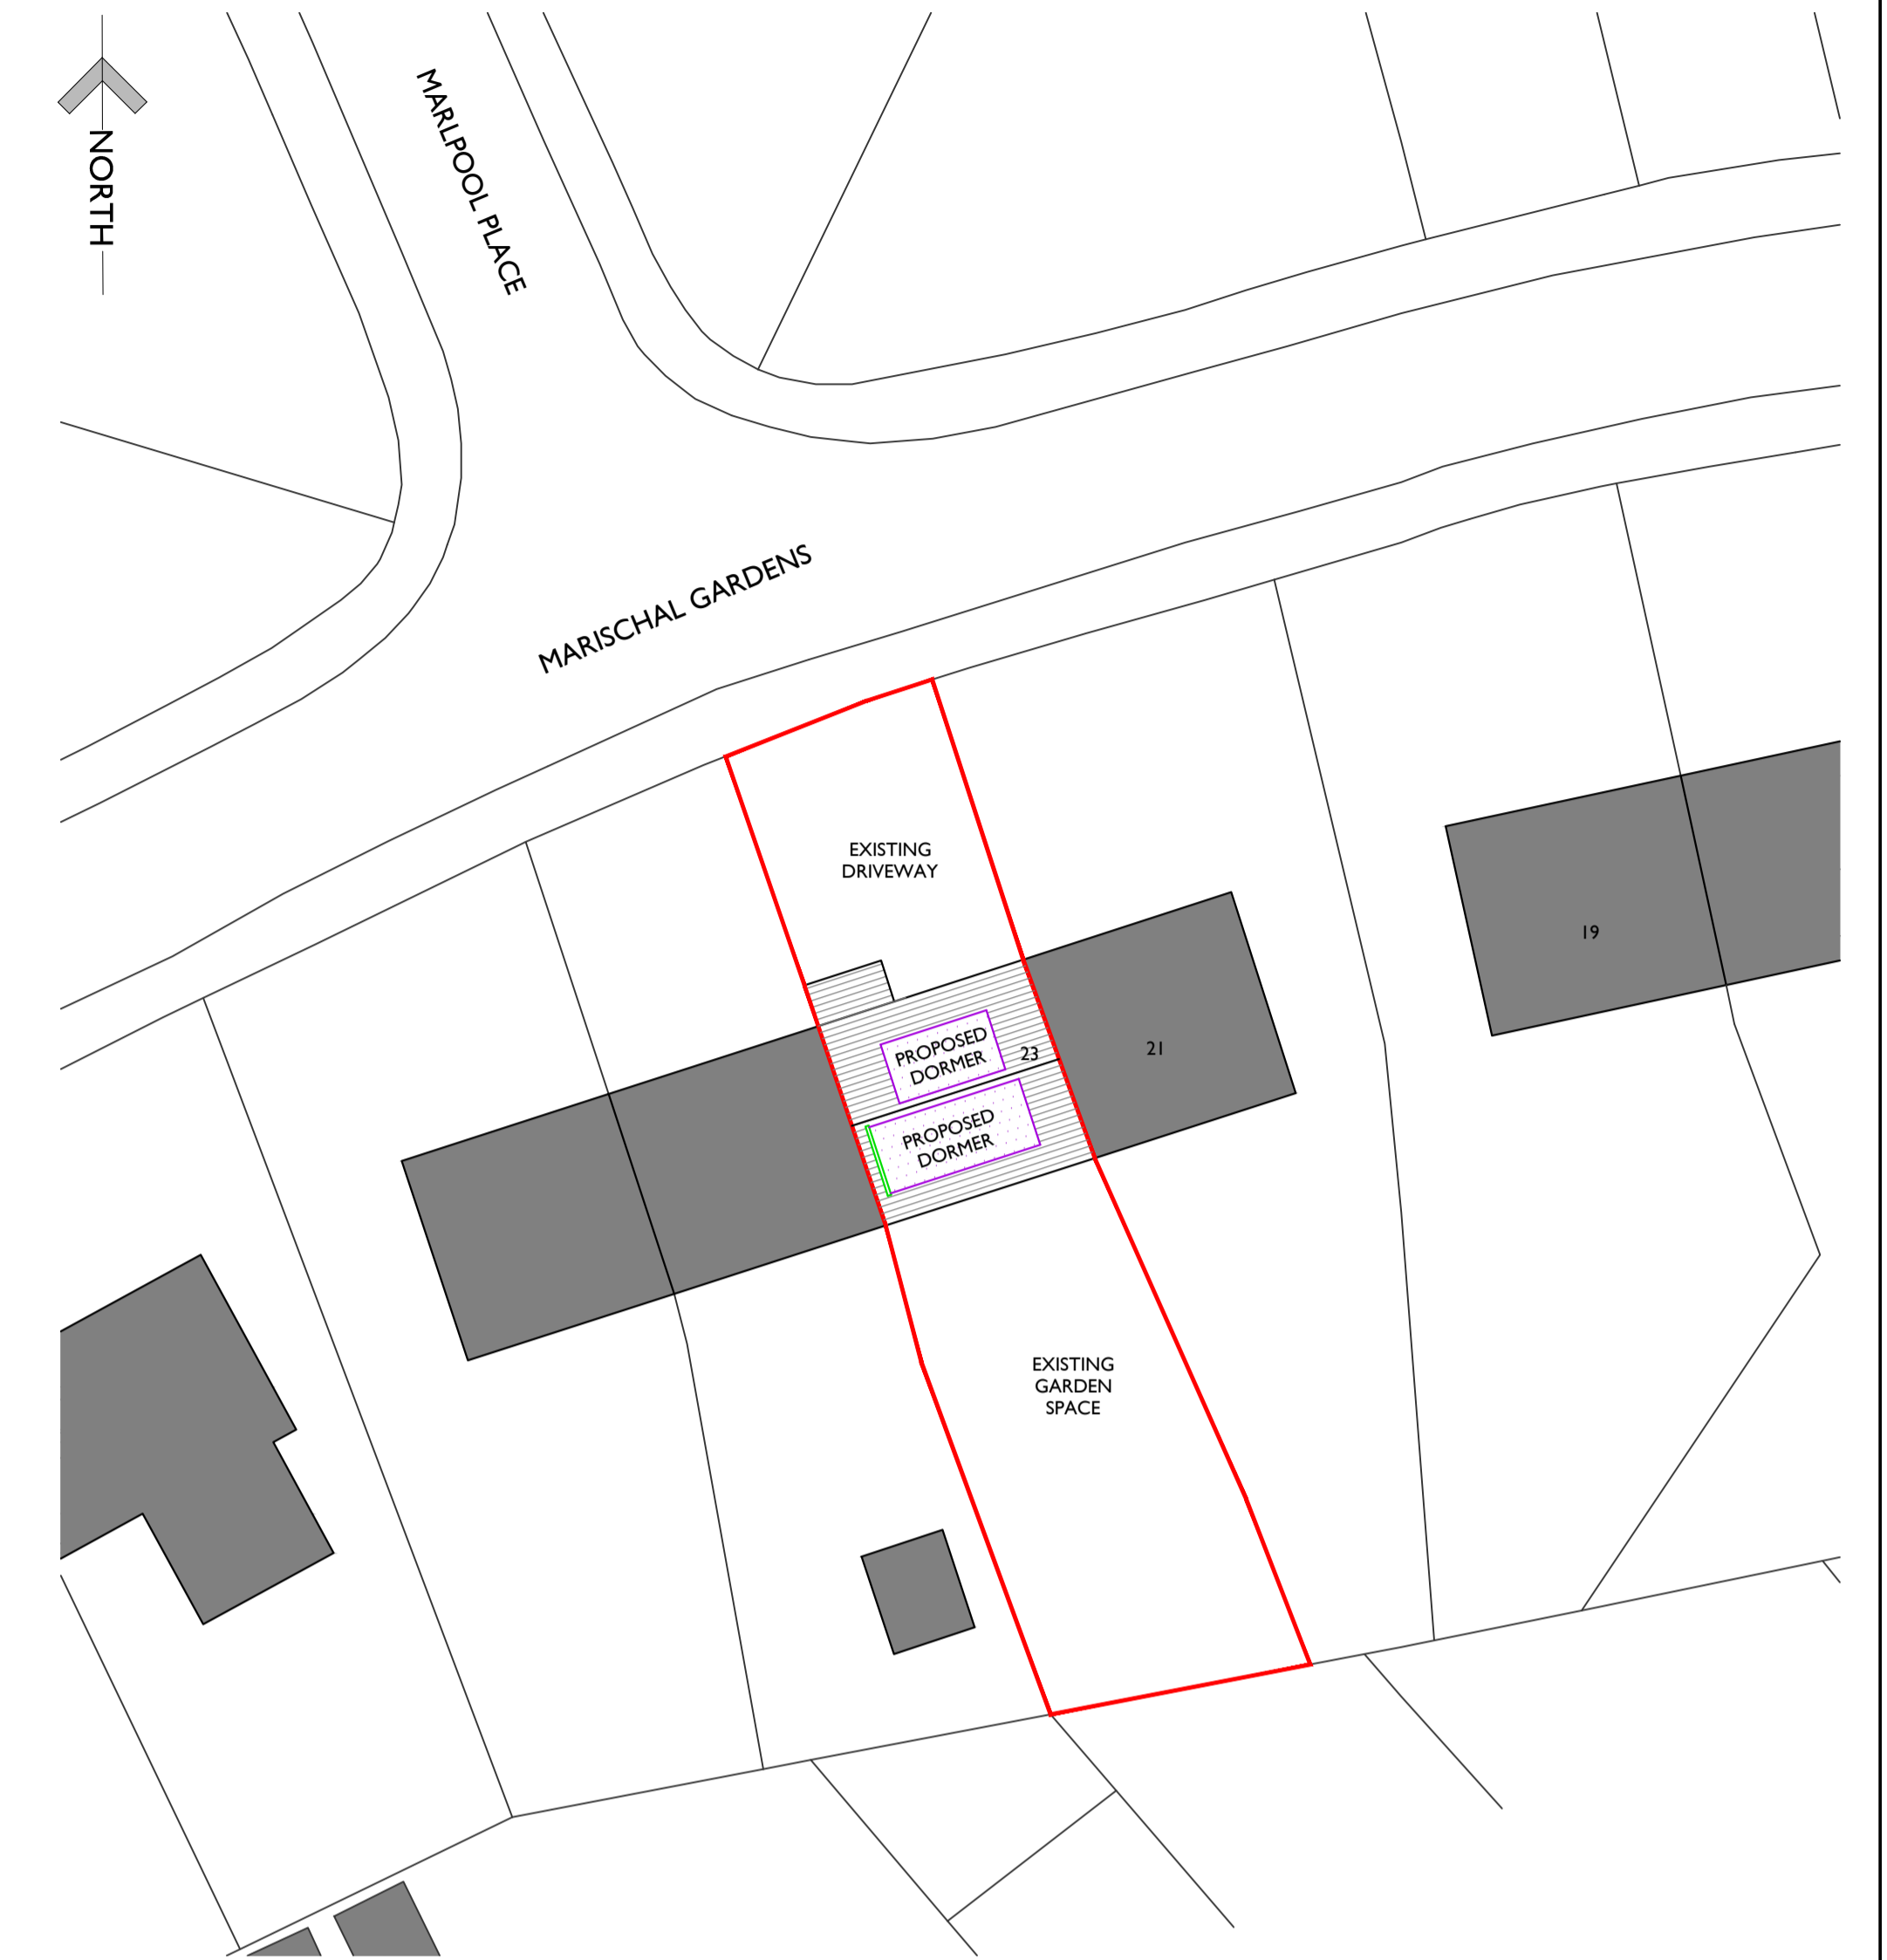 NORTH
MARLPOOL PLACE
MARISCHAL GARDENS
EXISTING
DRIVEWAY
19
PROPOSED
DORMER
23
21
PROPOSED
DORMER
EXISTING
GARDEN
SPACE